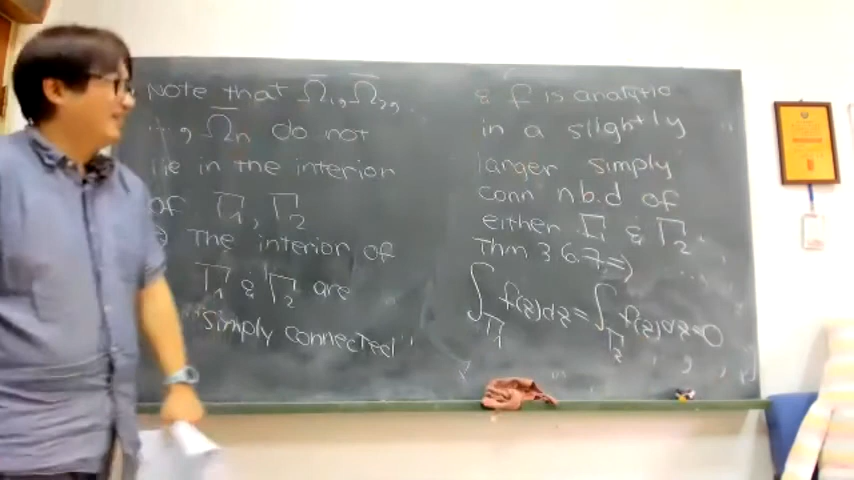 Note that Ω̅₁, Ω̅₂,
..., Ω̅n do not
lie in the interior
of Γ₁, Γ₂
The interior of
Γ₁ & Γ₂ are
"simply connected"
& f is analytic
in a slightly
larger simply
conn n.b.d of
either Γ₁ & Γ₂.
Thm 3.6.7 ⇒
∫Γ₁ f(z)dz = ∫Γ₂ f(z)dz = 0